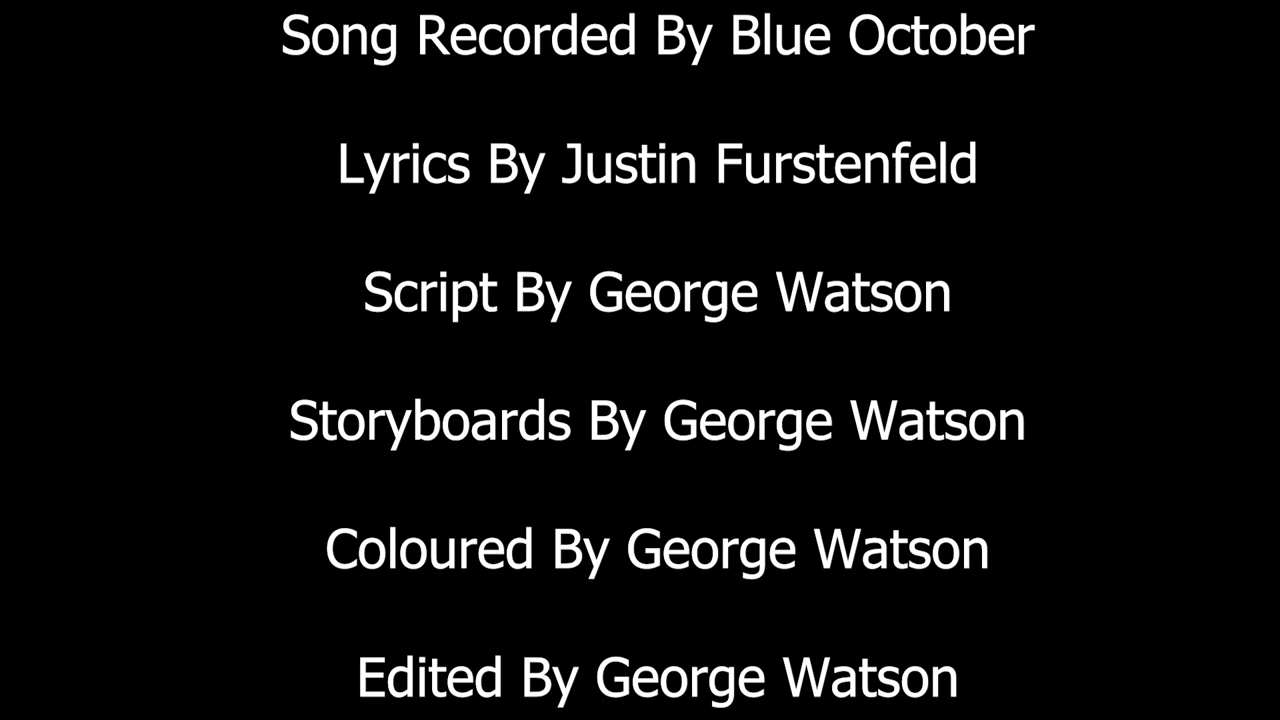 Song Recorded By Blue October
Lyrics By Justin Furstenfeld
Script By George Watson
Storyboards By George Watson
Coloured By George Watson
Edited By George Watson